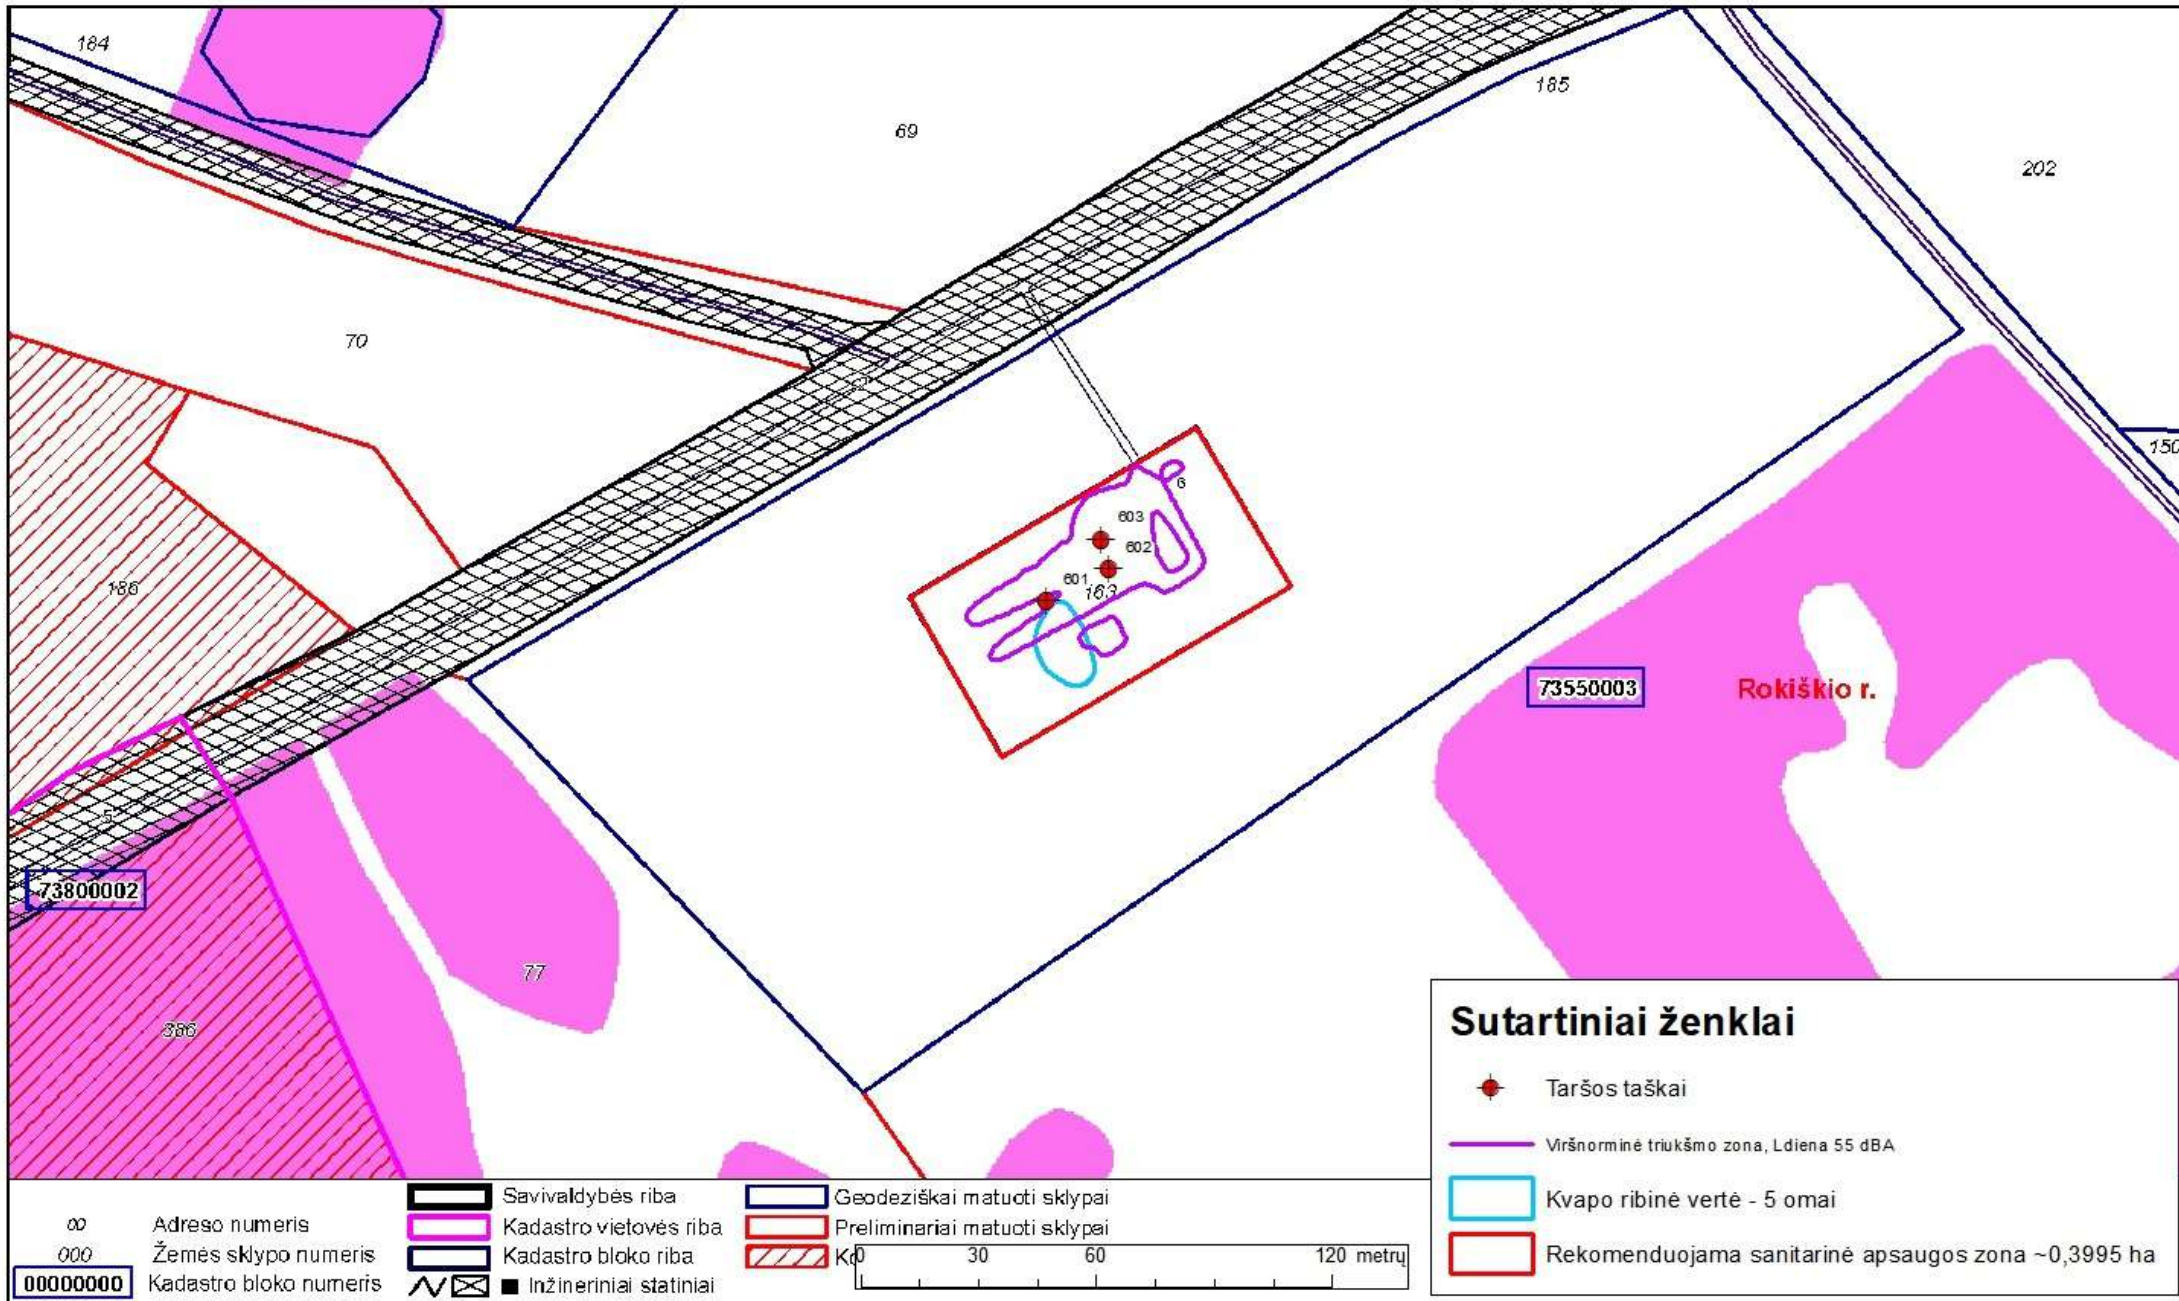 184
69
185
202
70
2
150
6
603
602
601
163
186
73550003
Rokiškio r.
5
73800002
77
386
Sutartiniai ženklai
Taršos taškai
Viršnorminė triukšmo zona, Ldiena 55 dBA
Kvapo ribinė vertė - 5 omai
Rekomenduojama sanitarinė apsaugos zona ~0,3995 ha
00 Adreso numeris
000 Žemės sklypo numeris
00000000 Kadastro bloko numeris
Savivaldybės riba
Kadastro vietovės riba
Kadastro bloko riba
Inžineriniai statiniai
Geodeziškai matuoti sklypai
Preliminariai matuoti sklypai
0 30 60 120 metrų